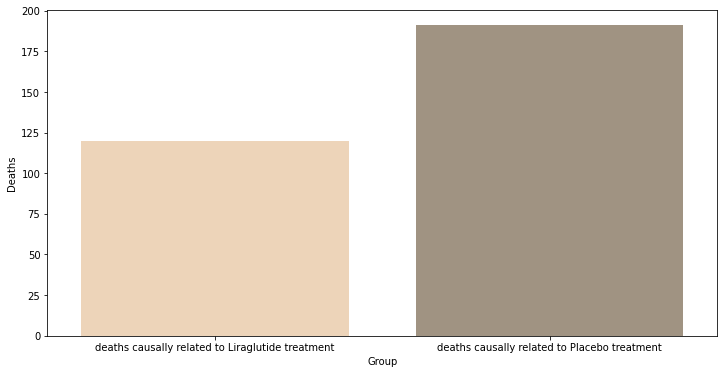 200
175
150
125
100
75
50
25
0
Deaths
deaths causally related to Liraglutide treatment
deaths causally related to Placebo treatment
Group